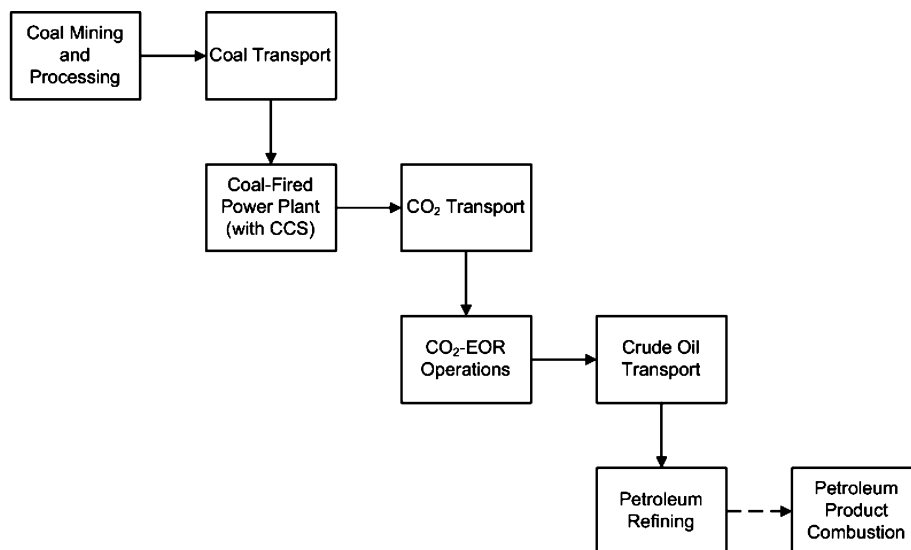 Coal Mining
and
Processing
Coal Transport
Coal-Fired
Power Plant
(with CCS)
CO₂ Transport
CO₂-EOR
Operations
Crude Oil
Transport
Petroleum
Refining
Petroleum
Product
Combustion